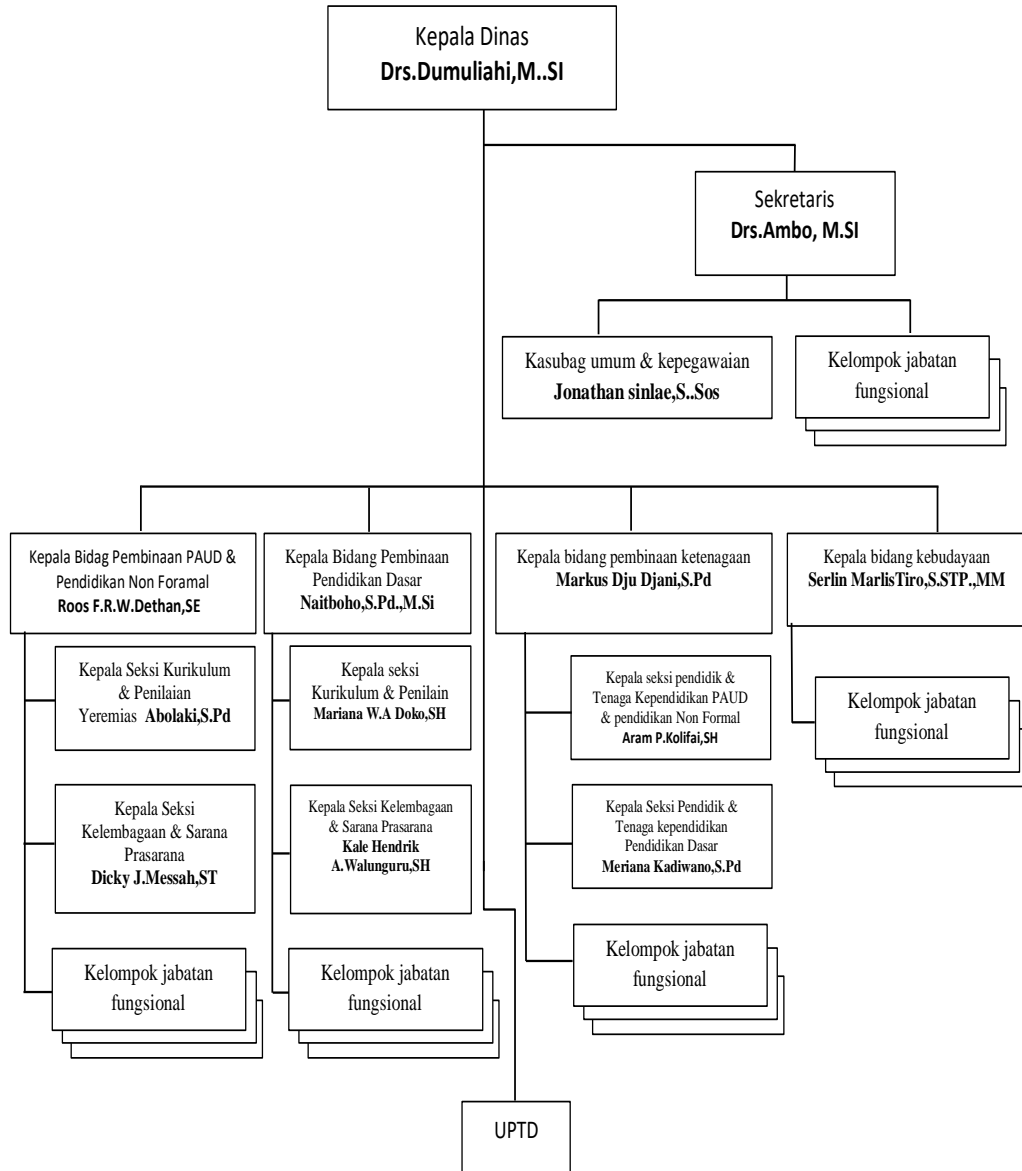 Kepala Dinas
Drs.Dumuliahi,M..SI
Sekretaris
Drs.Ambo, M.SI
Kasubag umum & kepegawaian
Jonathan sinlae,S..Sos
Kelompok jabatan
fungsional
Kepala Bidag Pembinaan PAUD &
Pendidikan Non Foramal
Roos F.R.W.Dethan,SE
Kepala Bidang Pembinaan
Pendidikan Dasar
Naitboho,S.Pd.,M.Si
Kepala bidang pembinaan ketenagaan
Markus Dju Djani,S.Pd
Kepala bidang kebudayaan
Serlin MarlisTiro,S.STP.,MM
Kepala Seksi Kurikulum
& Penilaian
Yeremias Abolaki,S.Pd
Kepala seksi
Kurikulum & Penilain
Mariana W.A Doko,SH
Kepala seksi pendidik &
Tenaga Kependidikan PAUD
& pendidikan Non Formal
Aram P.Kolifai,SH
Kelompok jabatan
fungsional
Kepala Seksi
Kelembagaan & Sarana
Prasarana
Dicky J.Messah,ST
Kepala Seksi Kelembagaan
& Sarana Prasarana
Kale Hendrik
A.Walunguru,SH
Kepala Seksi Pendidik &
Tenaga kependidikan
Pendidikan Dasar
Meriana Kadiwano,S.Pd
Kelompok jabatan
fungsional
Kelompok jabatan
fungsional
Kelompok jabatan
fungsional
UPTD